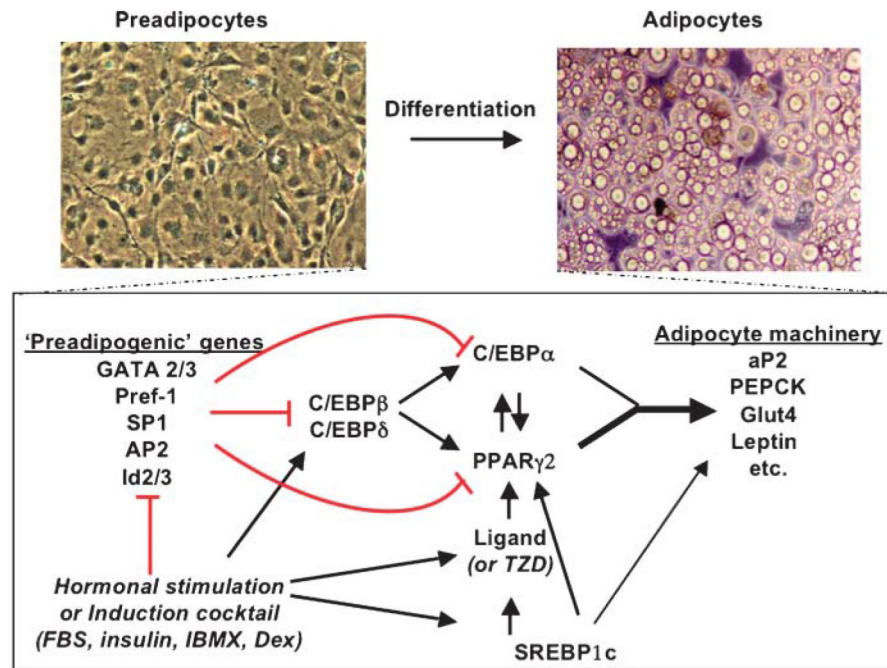 Preadipocytes
Adipocytes
Differentiation
'Preadipogenic' genes
GATA 2/3
Pref-1
SP1
AP2
Id2/3
C/EBPβ
C/EBPδ
C/EBPα
PPARγ2
Ligand
(or TZD)
SREBP1c
Hormonal stimulation
or Induction cocktail
(FBS, insulin, IBMX, Dex)
Adipocyte machinery
aP2
PEPCK
Glut4
Leptin
etc.